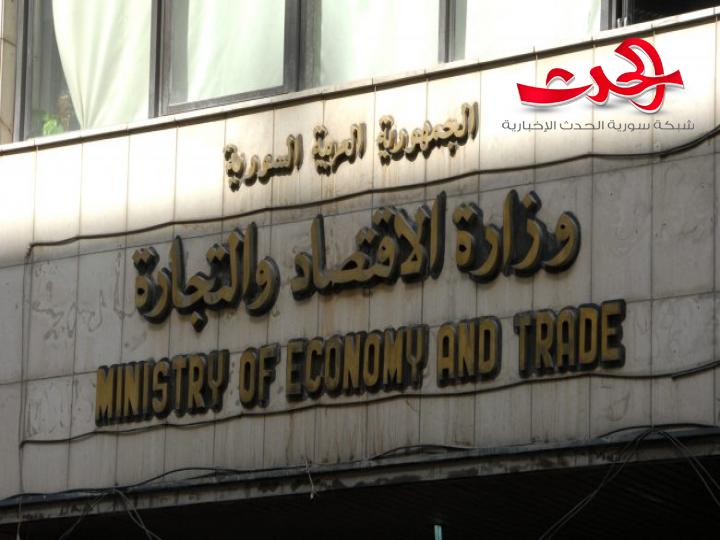 الحدث
شبكة سورية الحدث الإخبارية
الجمهورية العربية السورية
وزارة الاقتصاد والتجارة
MINISTRY OF ECONOMY AND TRADE